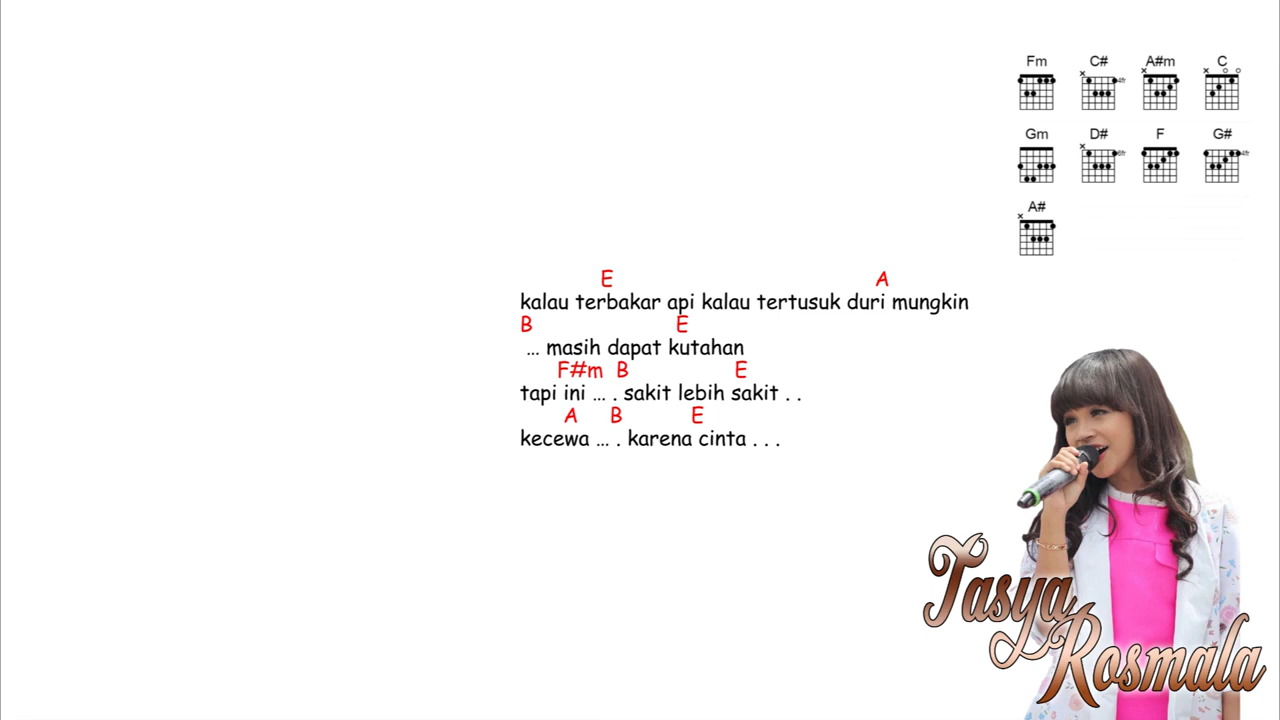 Fm C# A#m C
Gm D# F G#
A#
E A
kalau terbakar api kalau tertusuk duri mungkin
B E
... masih dapat kutahan
F#m B E
tapi ini ... . sakit lebih sakit . .
A B E
kecewa ... . karena cinta . . .
Tasya
Rosmala